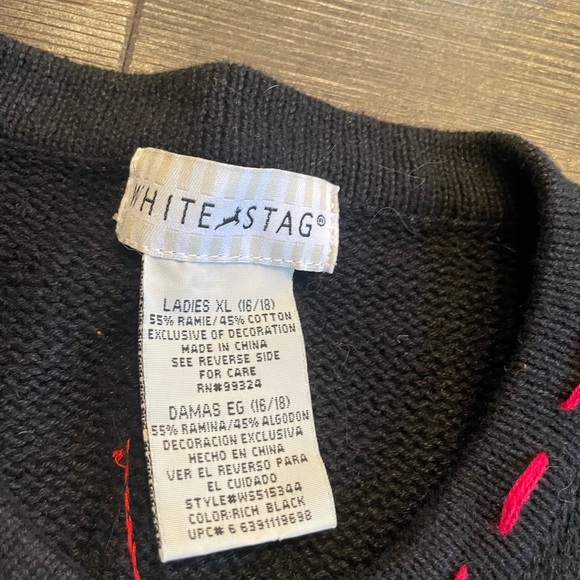 WHITE STAG®
LADIES XL (16/18)
55% RAMIE/45% COTTON
EXCLUSIVE OF DECORATION
MADE IN CHINA
SEE REVERSE SIDE
FOR CARE
RN#99324
DAMAS EG (16/18)
55% RAMINA/45% ALGODON
DECORACION EXCLUSIVA
HECHO EN CHINA
VER EL REVERSO PARA
EL CUIDADO
STYLE#WS515344
COLOR:RICH BLACK
UPC# 6 6391119698